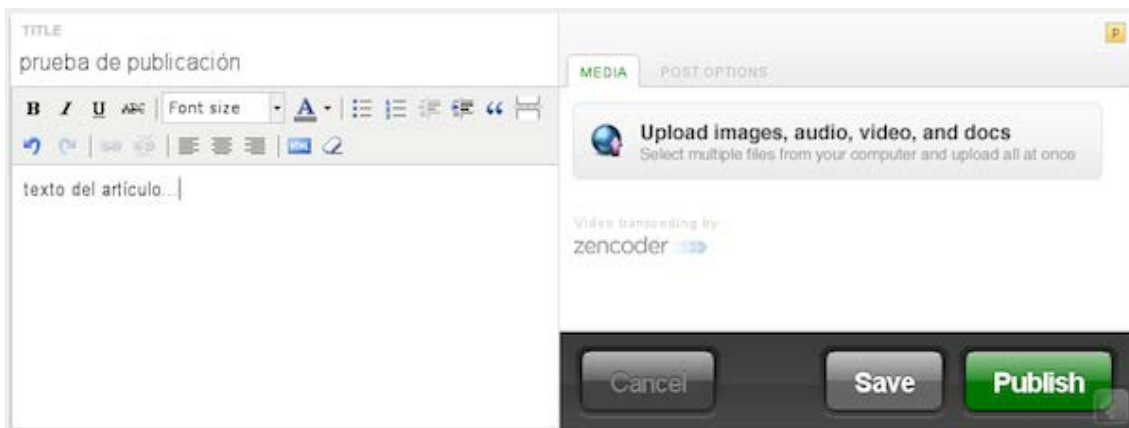 TITLE
prueba de publicación
B I U ABC Font size A
texto del artículo...
P
MEDIA POST OPTIONS
Upload images, audio, video, and docs
Select multiple files from your computer and upload all at once
Video transcoding by
zencoder
Cancel Save Publish